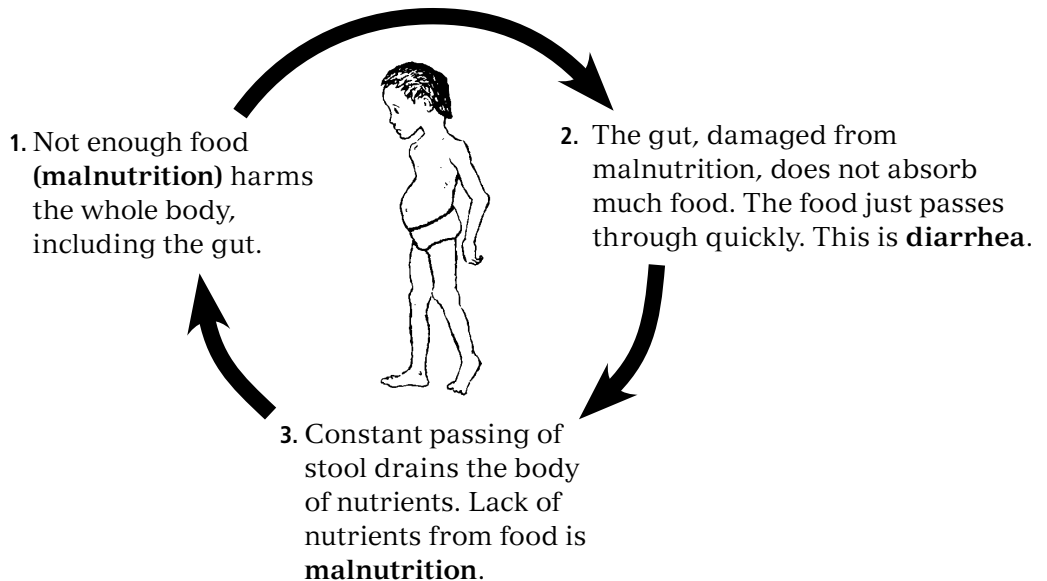 1. Not enough food
(malnutrition) harms
the whole body,
including the gut.
2. The gut, damaged from
malnutrition, does not absorb
much food. The food just passes
through quickly. This is diarrhea.
3. Constant passing of
stool drains the body
of nutrients. Lack of
nutrients from food is
malnutrition.